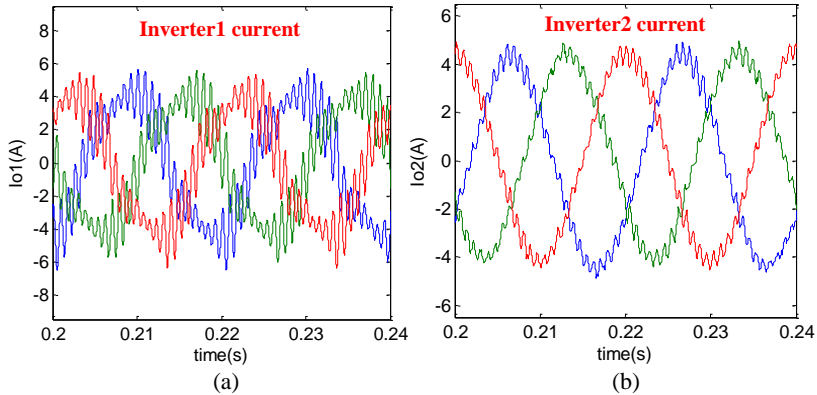 Inverter1 current
8
6
4
2
0
-2
-4
-6
-8
Io1(A)
0.2 0.21 0.22 0.23 0.24
time(s)
(a)
Inverter2 current
6
4
2
0
-2
-4
-6
Io2(A)
0.2 0.21 0.22 0.23 0.24
time(s)
(b)